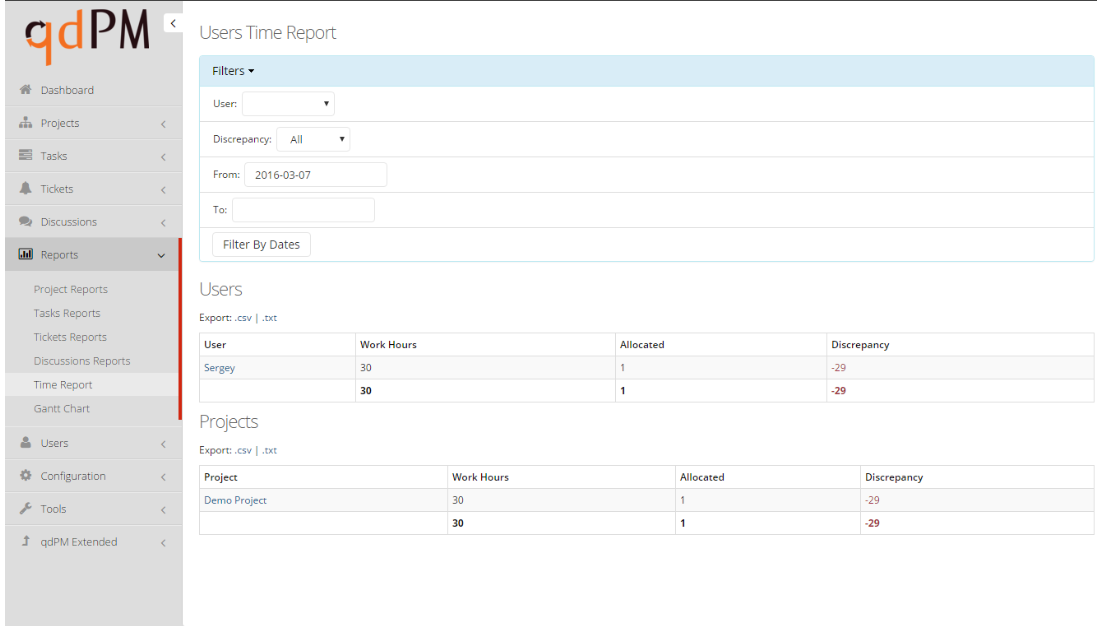 qdPM
Dashboard
Projects
Tasks
Tickets
Discussions
Reports
Project Reports
Tasks Reports
Tickets Reports
Discussions Reports
Time Report
Gantt Chart
Users
Configuration
Tools
qdPM Extended
Users Time Report
Filters
User:
Discrepancy: All
From: 2016-03-07
To:
Filter By Dates
Users
Export: .csv | .txt
User Work Hours Allocated Discrepancy
Sergey 30 1 -29
30 1 -29
Projects
Export: .csv | .txt
Project Work Hours Allocated Discrepancy
Demo Project 30 1 -29
30 1 -29